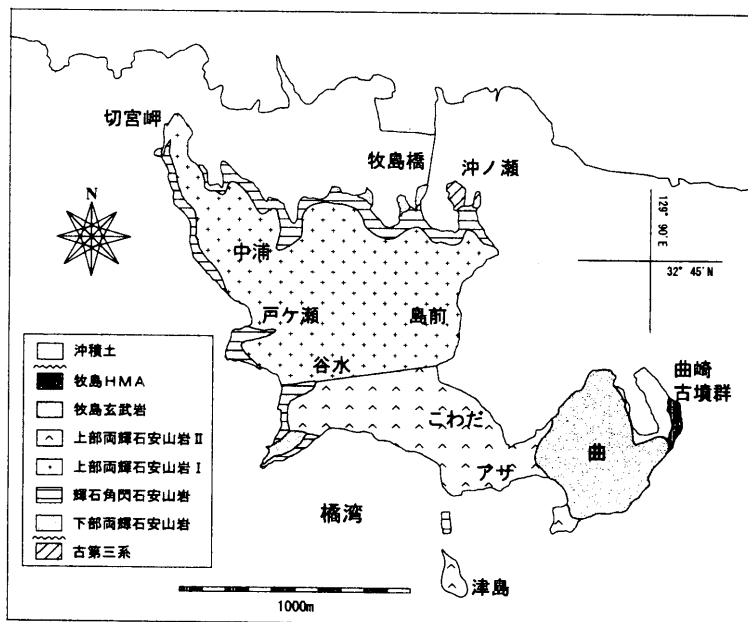 切宮岬
牧島橋
沖ノ瀬
N
129° 90′E
32° 45′N
中浦
戸ケ瀬
島前
谷水
曲崎
古墳群
こわだ
曲
アザ
橘湾
津島
沖積土
牧島HMA
牧島玄武岩
上部両輝石安山岩Ⅱ
上部両輝石安山岩Ⅰ
輝石角閃石安山岩
下部両輝石安山岩
古第三系
1000m